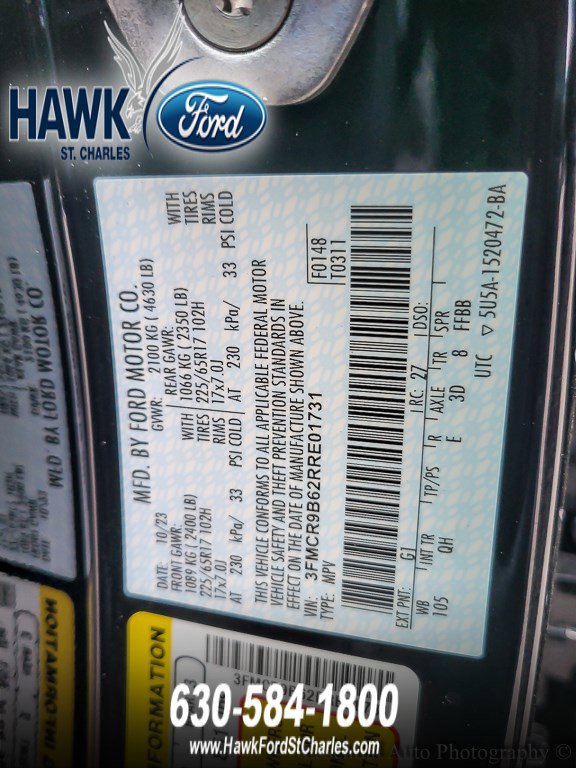 HAWK
ST. CHARLES
Ford
MFD. BY FORD MOTOR CO.
DATE: 10/23
GVWR: 2100 KG ( 4630 LB)
FRONT GAWR:
1089 KG ( 2400 LB)
225/65R17 102H
17x7.0J
AT 230 kPa/ 33 PSI COLD
WITH
TIRES
RIMS
REAR GAWR:
1066 KG ( 2350 LB)
225/65R17 102H
17x7.0J
AT 230 kPa/ 33 PSI COLD
WITH
TIRES
RIMS
THIS VEHICLE CONFORMS TO ALL APPLICABLE FEDERAL MOTOR
VEHICLE SAFETY AND THEFT PREVENTION STANDARDS IN
EFFECT ON THE DATE OF MANUFACTURE SHOWN ABOVE.
F0148
T0311
VIN: 3FMCR9B62RRE01731
TYPE: MPV
EXT PNT: G1 RC: 27 DSO:
WB INT TR TP/PS R AXLE TR SPR
105 QH E 3D 8 FFBB
UTC ▽ 5U5A-1520472-BA
630-584-1800
www.HawkFordStCharles.com
Auto Photography ©